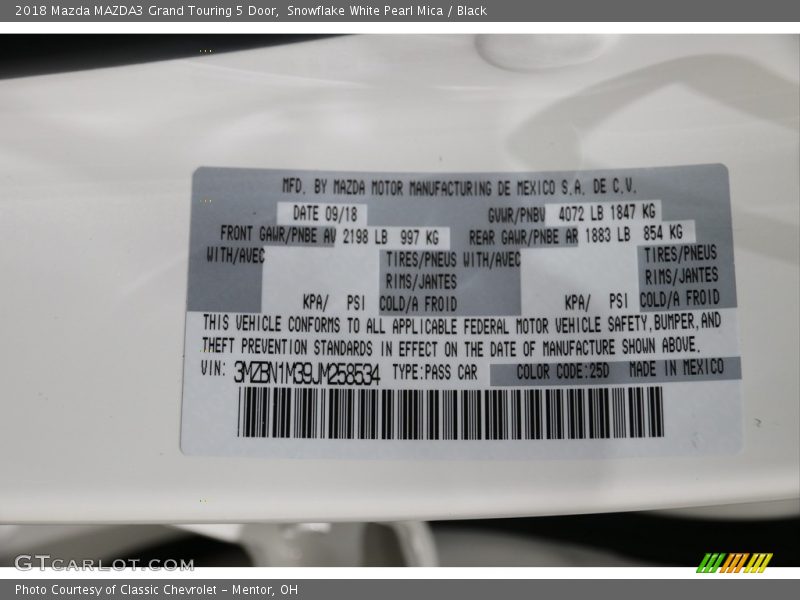 2018 Mazda MAZDA3 Grand Touring 5 Door, Snowflake White Pearl Mica / Black
MFD. BY MAZDA MOTOR MANUFACTURING DE MEXICO S.A. DE C.V.
DATE 09/18 GVWR/PNBV 4072 LB 1847 KG
FRONT GAWR/PNBE AV 2198 LB 997 KG REAR GAWR/PNBE AR 1883 LB 854 KG
WITH/AVEC TIRES/PNEUS WITH/AVEC TIRES/PNEUS
RIMS/JANTES RIMS/JANTES
KPA/ PSI COLD/A FROID KPA/ PSI COLD/A FROID
THIS VEHICLE CONFORMS TO ALL APPLICABLE FEDERAL MOTOR VEHICLE SAFETY,BUMPER,AND
THEFT PREVENTION STANDARDS IN EFFECT ON THE DATE OF MANUFACTURE SHOWN ABOVE.
VIN: 3MZBN1M39JM258534 TYPE:PASS CAR COLOR CODE:25D MADE IN MEXICO
GTcarlot.com
Photo Courtesy of Classic Chevrolet - Mentor, OH